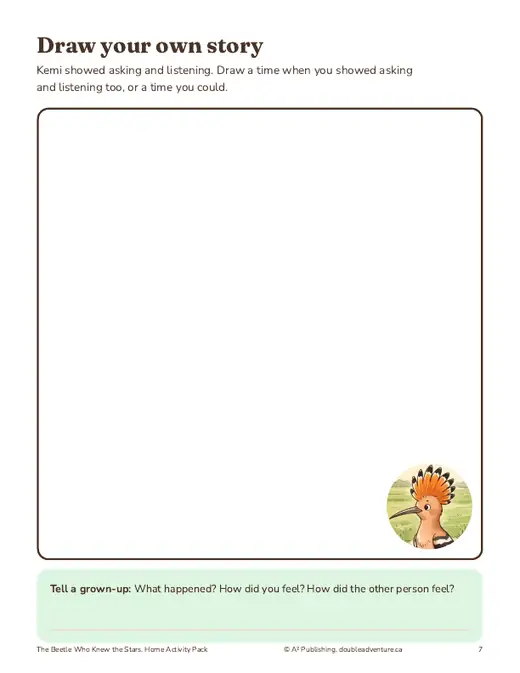 Draw your own story
Kemi showed asking and listening. Draw a time when you showed asking
and listening too, or a time you could.
Tell a grown-up: What happened? How did you feel? How did the other person feel?
The Beetle Who Knew the Stars. Home Activity Pack
© A² Publishing, doubleadventure.ca
7